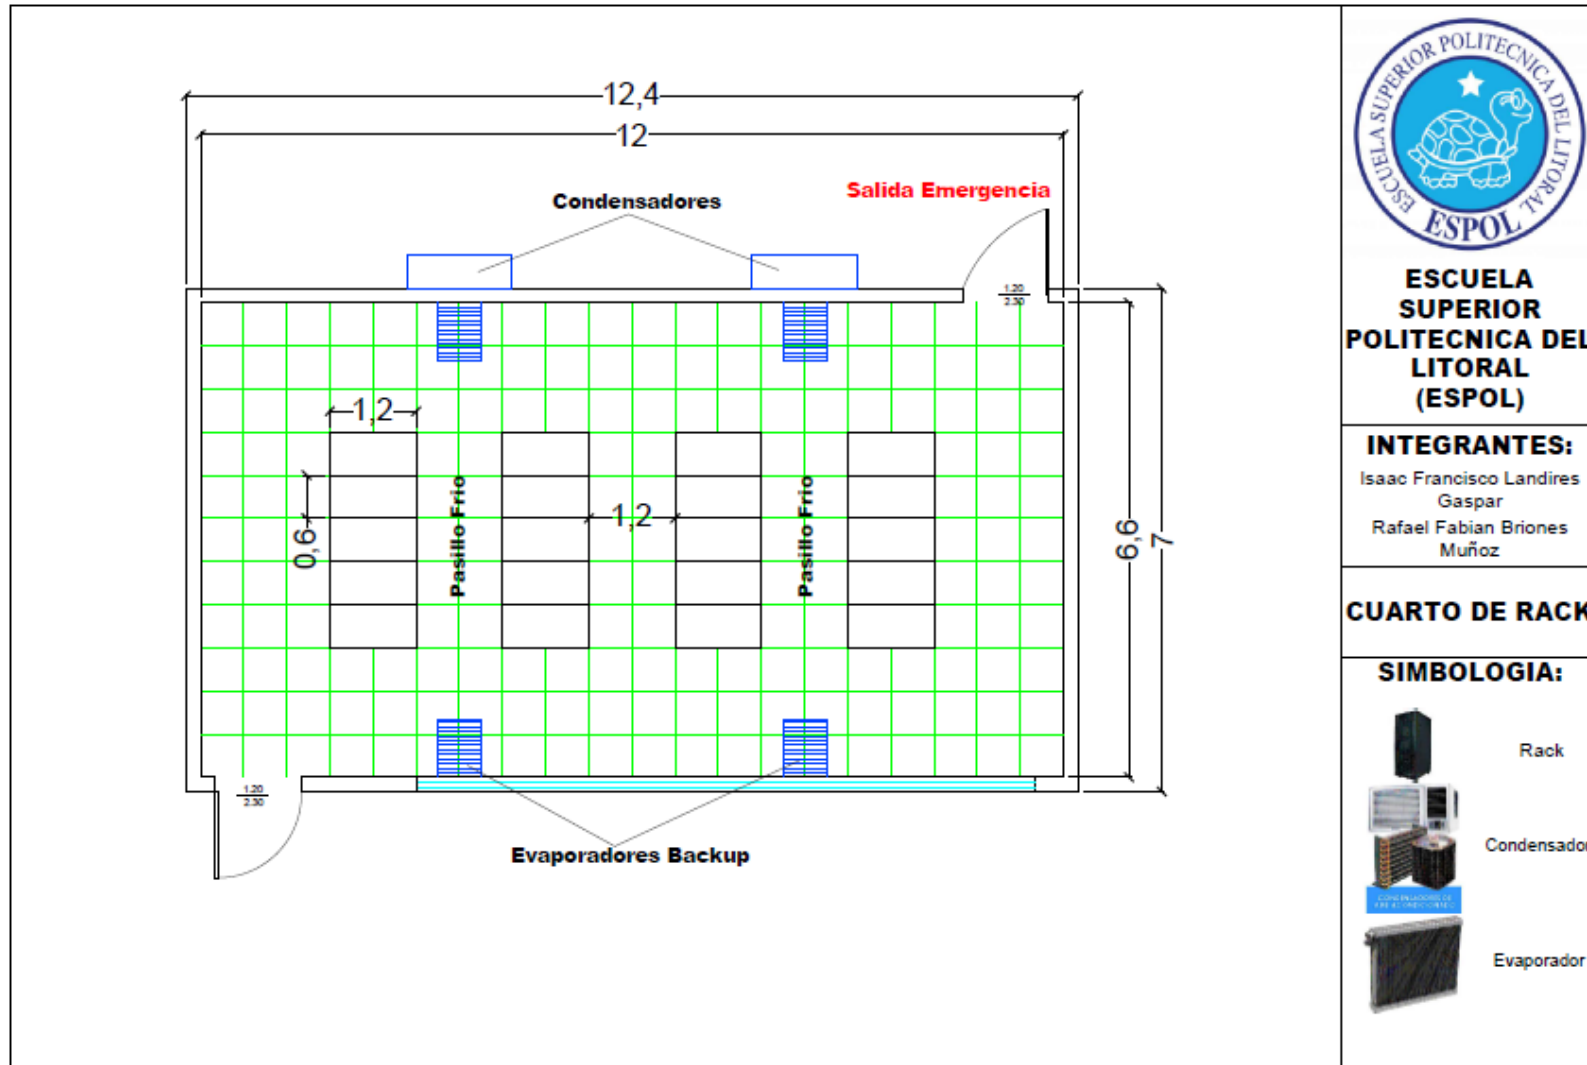 12,4
12
Condensadores
Salida Emergencia
1.20
2.30
1,2
0,6
Pasillo Frio
1,2
Pasillo Frio
6,6
7
1.20
2.30
Evaporadores Backup
ESCUELA SUPERIOR POLITECNICA DEL LITORAL
ESPOL
ESCUELA
SUPERIOR
POLITECNICA DEL
LITORAL
(ESPOL)
INTEGRANTES:
Isaac Francisco Landires
Gaspar
Rafael Fabian Briones
Muñoz
CUARTO DE RACK
SIMBOLOGIA:
Rack
Condensador
Evaporador